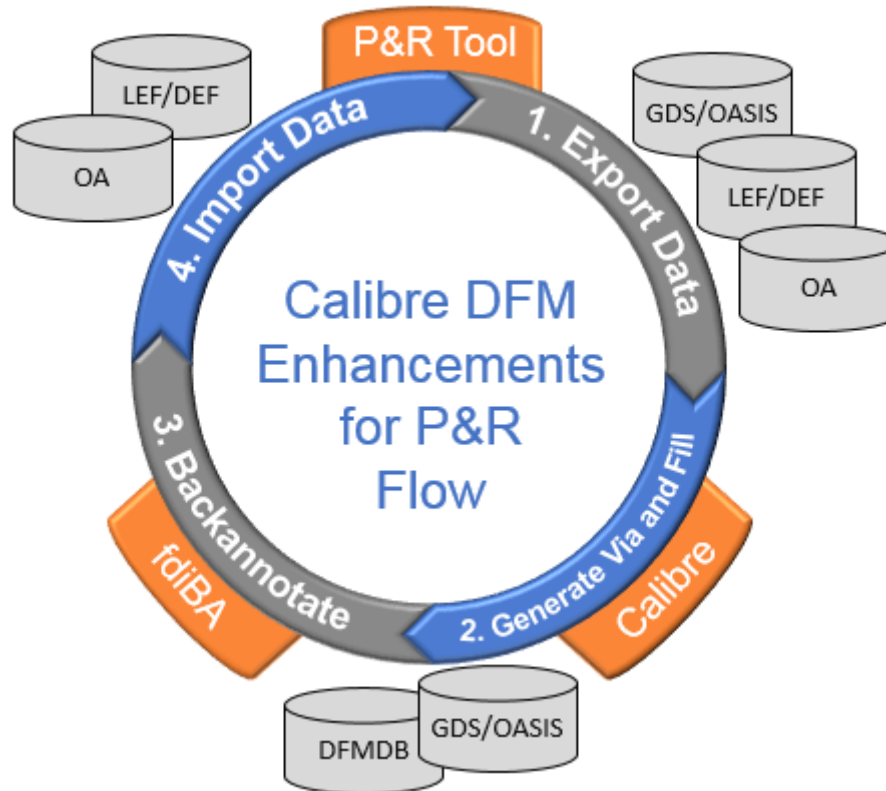 P&R Tool
LEF/DEF
OA
GDS/OASIS
LEF/DEF
OA
1. Export Data
4. Import Data
Calibre DFM
Enhancements
for P&R
Flow
2. Generate Via and Fill
3. Backannotate
fdiBA
Calibre
DFMDB
GDS/OASIS